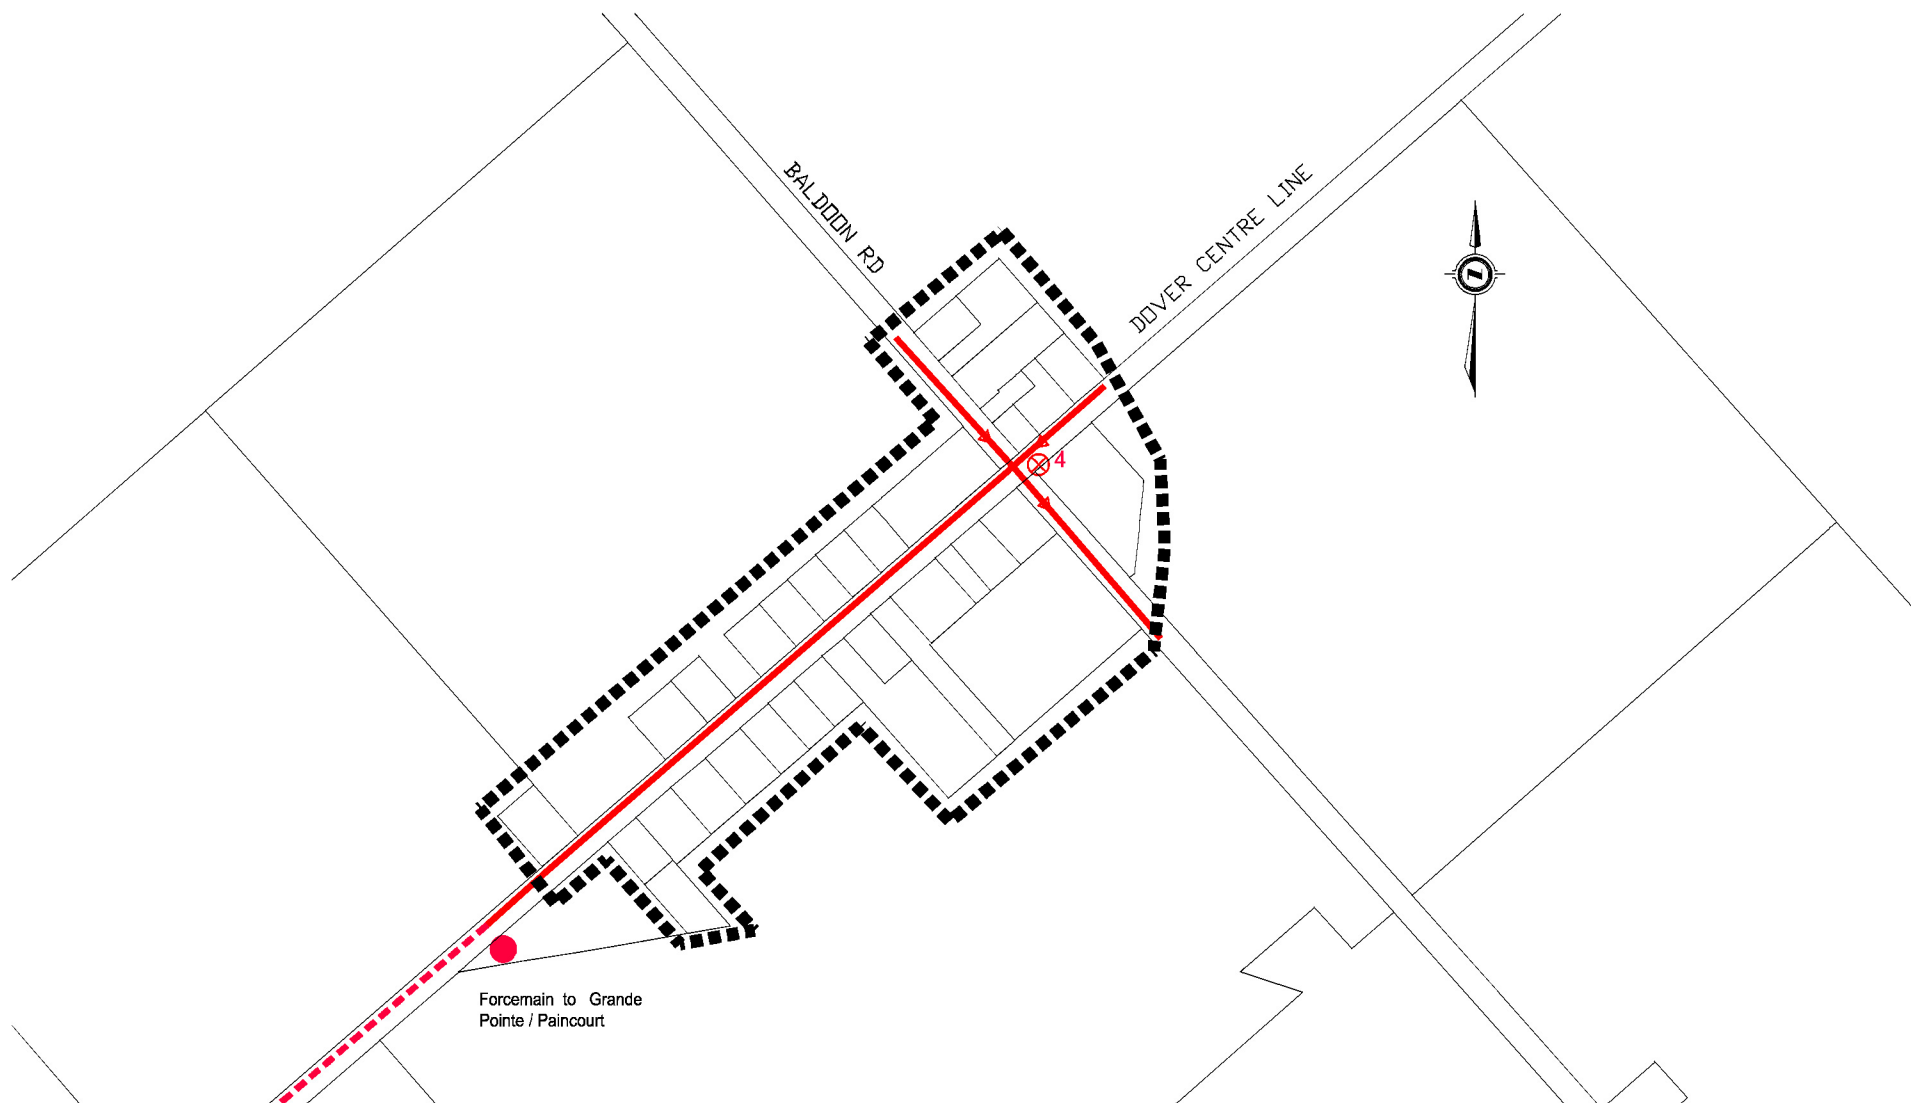 BALDOON RD
DOVER CENTRE LINE
4
Forcemain to Grande
Pointe / Paincourt